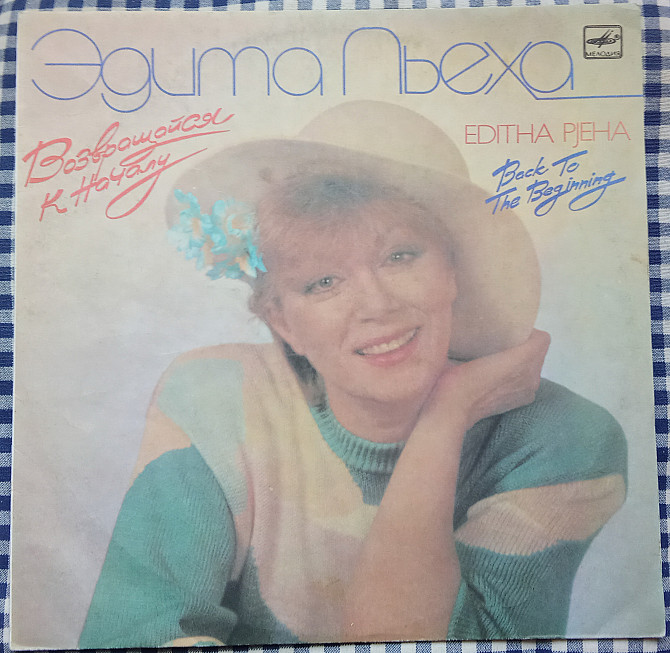 Эдита Пьеха
МЕЛОДИЯ
Возвращайся
к началу
EDITHA PJEHA
Back To
The Beginning